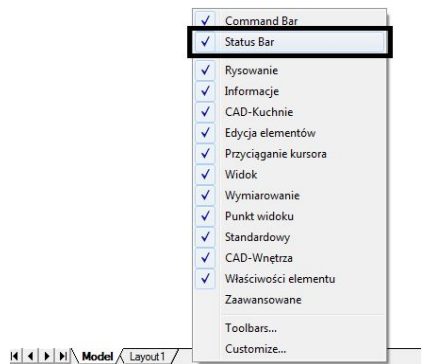 Command Bar
Status Bar
Rysowanie
Informacje
CAD-Kuchnie
Edycja elementów
Przyciąganie kursora
Widok
Wymiarowanie
Punkt widoku
Standardowy
CAD-Wnętrza
Właściwości elementu
Zaawansowane
Toolbars...
Customize...
Model Layout1